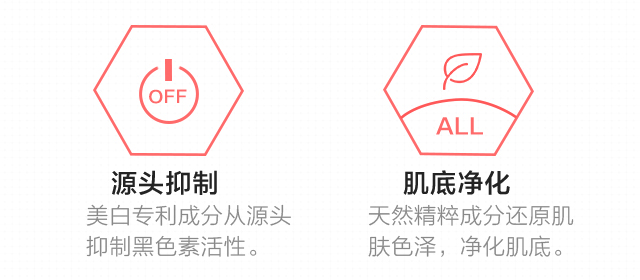 OFF
ALL
源头抑制
美白专利成分从源头
抑制黑色素活性。
肌底净化
天然精粹成分还原肌
肤色泽，净化肌底。